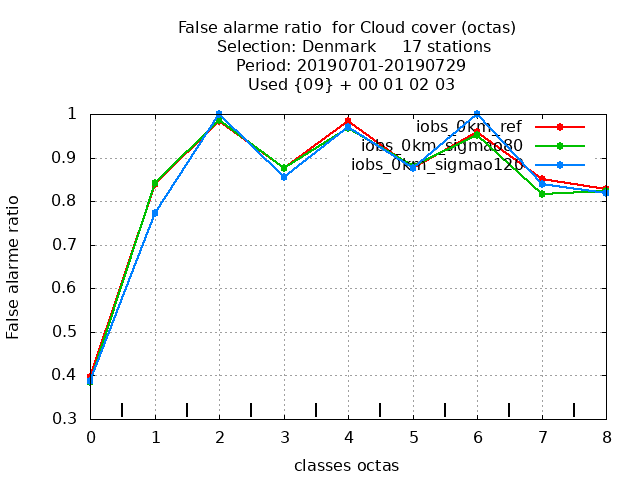 False alarme ratio  for Cloud cover (octas)
Selection: Denmark     17 stations
Period: 20190701-20190729
Used {09} + 00 01 02 03
iobs_0km_ref
iobs_0km_sigmao80
iobs_0km_sigmao120
False alarme ratio
1
0.9
0.8
0.7
0.6
0.5
0.4
0.3
0 1 2 3 4 5 6 7 8
classes octas